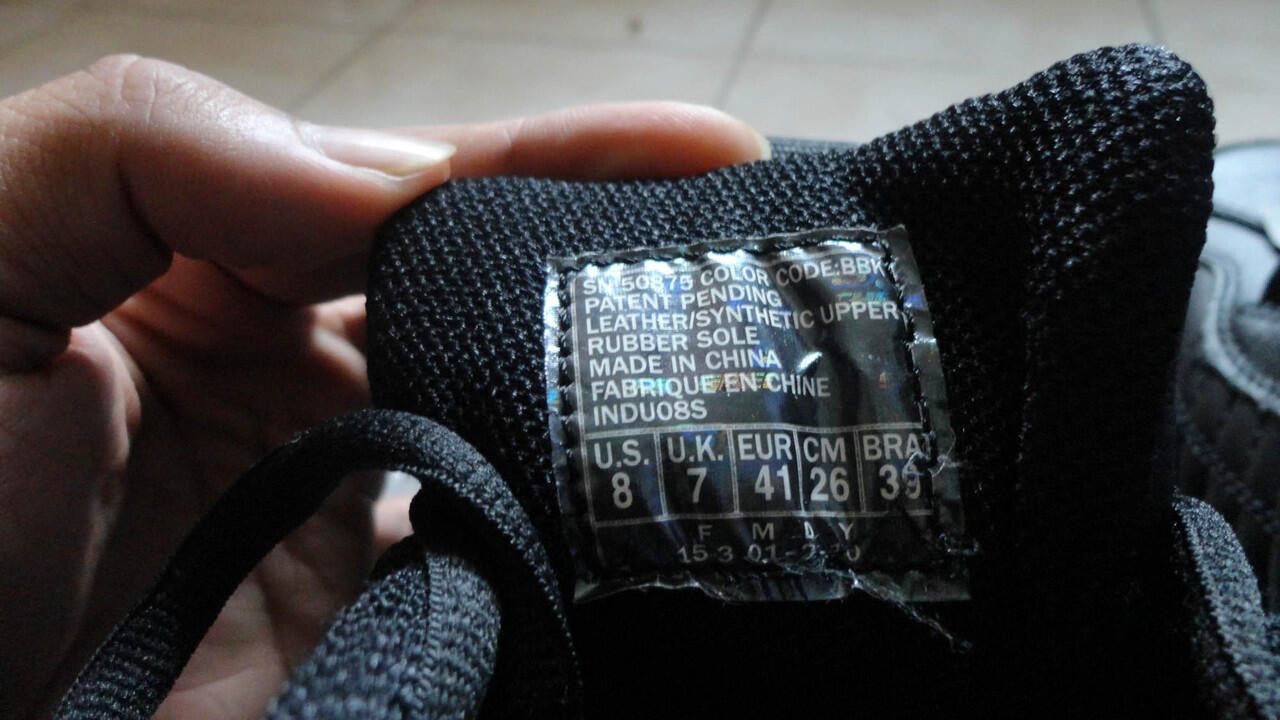 SN:50875 COLOR CODE:BBK
PATENT PENDING
LEATHER/SYNTHETIC UPPER
RUBBER SOLE
MADE IN CHINA
FABRIQUE EN CHINE
INDU08S
U.S. U.K. EUR CM BRA
8 7 41 26 39
F M D Y